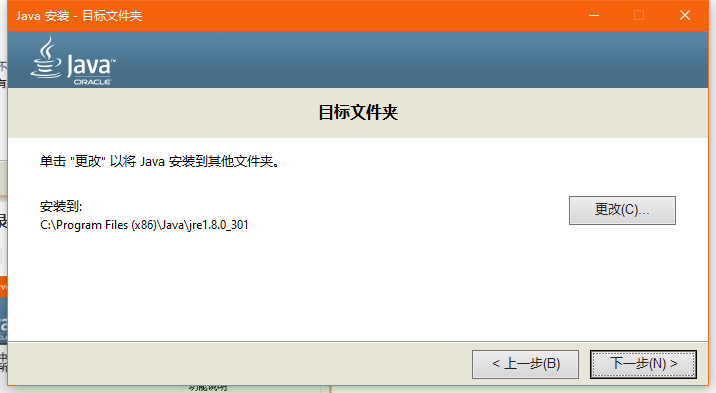 Java 安装 - 目标文件夹
Java™
ORACLE
目标文件夹
单击 "更改" 以将 Java 安装到其他文件夹。
安装到:
更改(C)...
C:\Program Files (x86)\Java\jre1.8.0_301
< 上一步(B)
下一步(N) >
功能说明